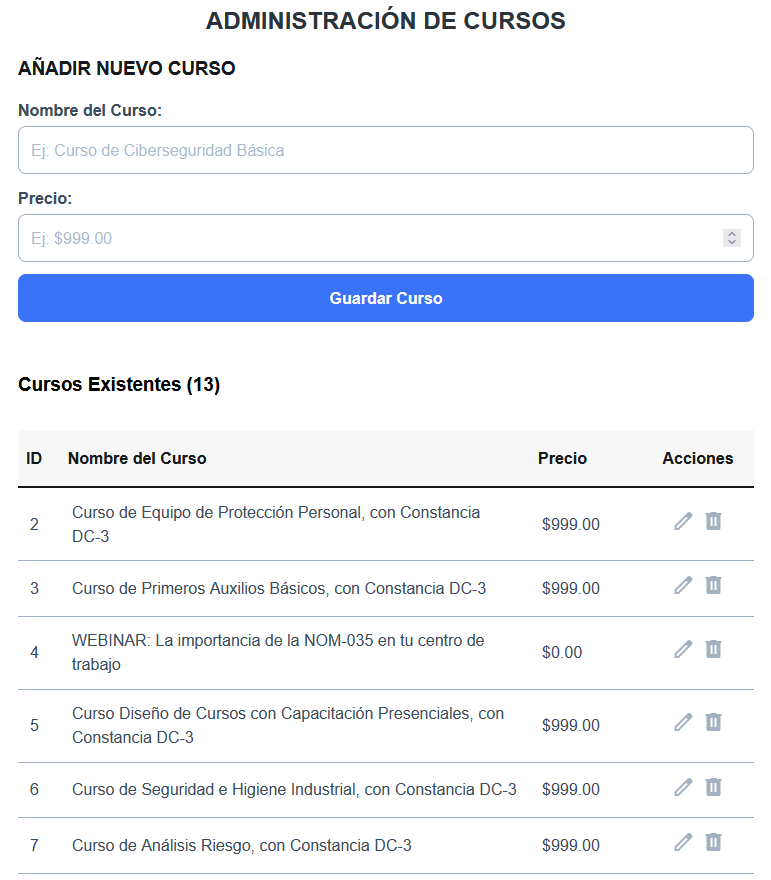 ADMINISTRACIÓN DE CURSOS
AÑADIR NUEVO CURSO
Nombre del Curso:
Ej: Curso de Ciberseguridad Básica
Precio:
Ej: $999.00
Guardar Curso
Cursos Existentes (13)
ID Nombre del Curso Precio Acciones
2 Curso de Equipo de Protección Personal, con Constancia
DC-3 $999.00
3 Curso de Primeros Auxilios Básicos, con Constancia DC-3 $999.00
4 WEBINAR: La importancia de la NOM-035 en tu centro de
trabajo $0.00
5 Curso Diseño de Cursos con Capacitación Presenciales, con
Constancia DC-3 $999.00
6 Curso de Seguridad e Higiene Industrial, con Constancia DC-3 $999.00
7 Curso de Análisis Riesgo, con Constancia DC-3 $999.00